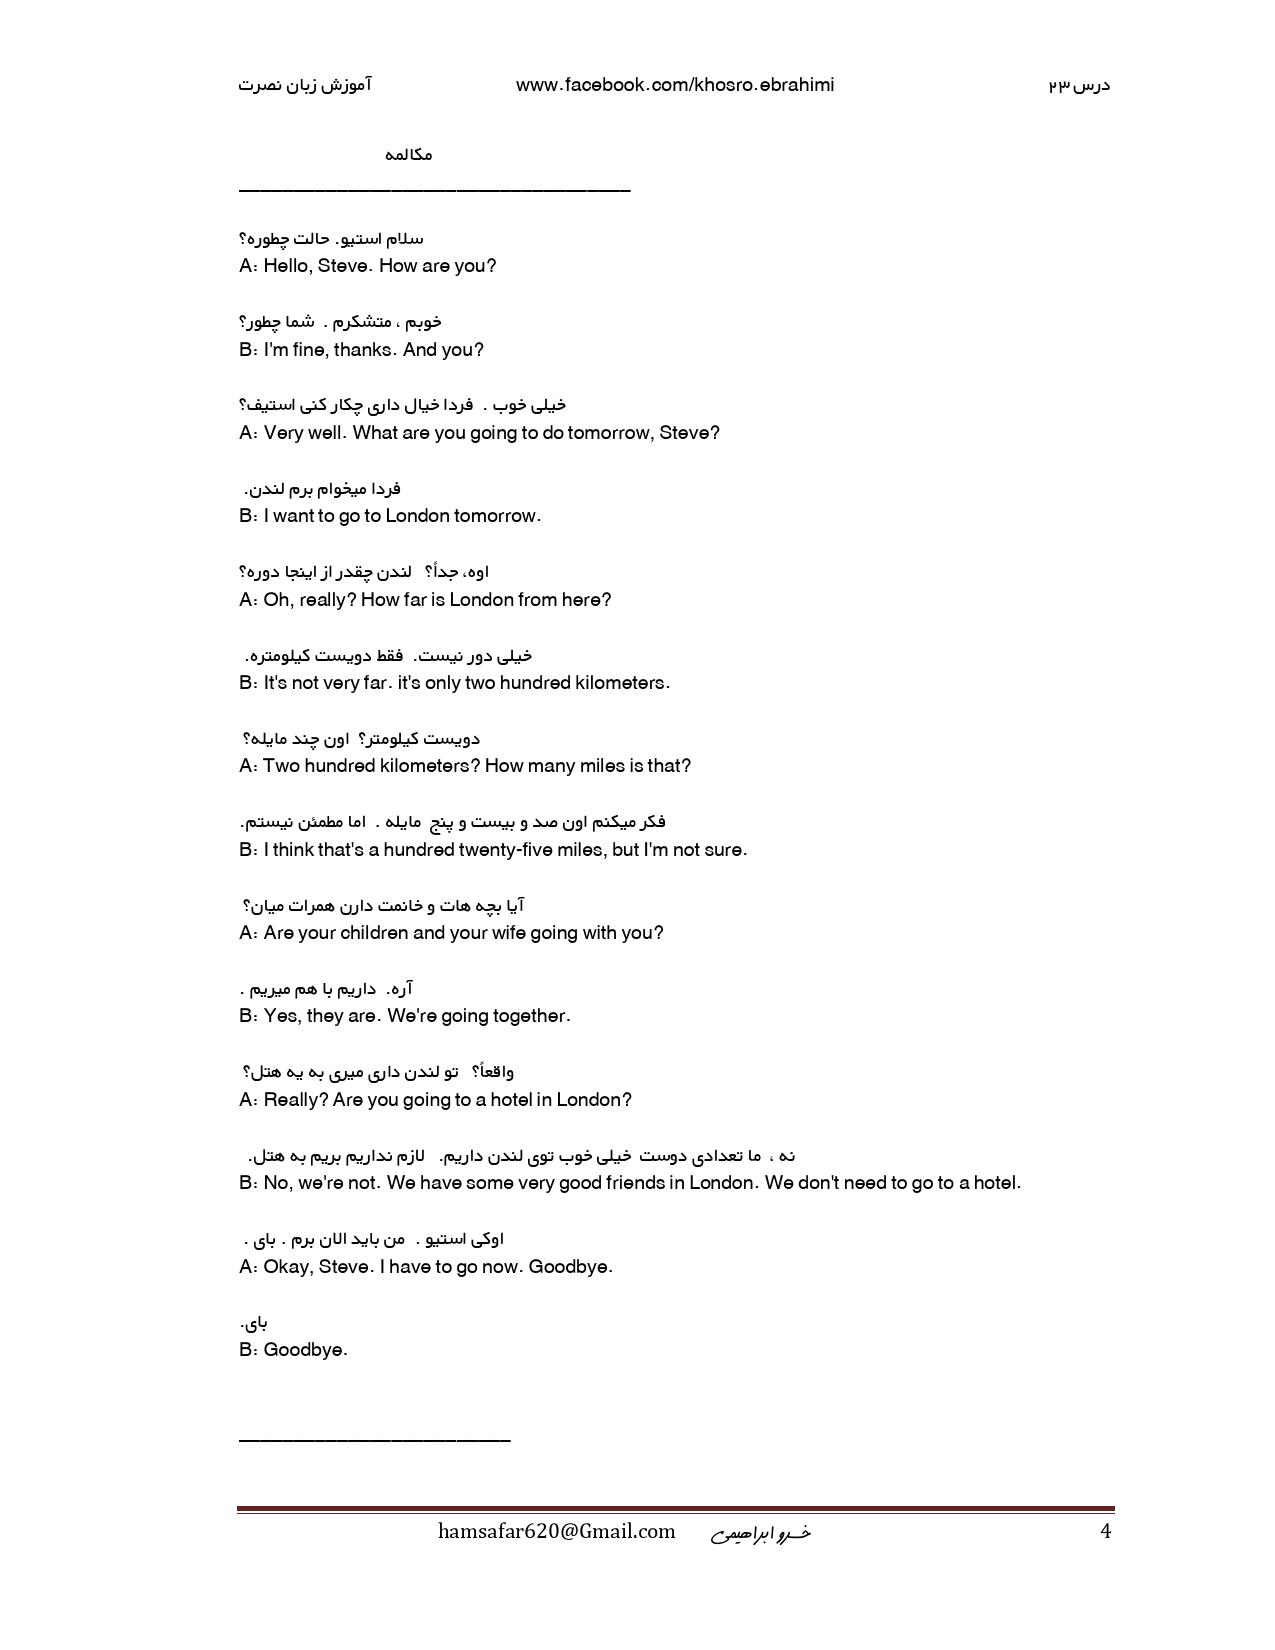 آموزش زبان نصرت www.facebook.com/khosro.ebrahimi درس ۲۳
مکالمه
____________________________________
سلام استیو. حالت چطوره؟
A: Hello, Steve. How are you?
خوبم ، متشکرم . شما چطور؟
B: I'm fine, thanks. And you?
خیلی خوب . فردا خیال داری چکار کنی استیف؟
A: Very well. What are you going to do tomorrow, Steve?
فردا میخوام برم لندن.
B: I want to go to London tomorrow.
اوه، جداً؟ لندن چقدر از اینجا دوره؟
A: Oh, really? How far is London from here?
خیلی دور نیست. فقط دویست کیلومتره.
B: It's not very far. it's only two hundred kilometers.
دویست کیلومتر؟ اون چند مایله؟
A: Two hundred kilometers? How many miles is that?
فکر میکنم اون صد و بیست و پنج مایله . اما مطمئن نیستم.
B: I think that's a hundred twenty-five miles, but I'm not sure.
آیا بچه هات و خانمت دارن همرات میان؟
A: Are your children and your wife going with you?
آره. داریم با هم میریم .
B: Yes, they are. We're going together.
واقعاً؟ تو لندن داری میری به یه هتل؟
A: Really? Are you going to a hotel in London?
نه ، ما تعدادی دوست خیلی خوب توی لندن داریم. لازم نداریم بریم به هتل.
B: No, we're not. We have some very good friends in London. We don't need to go to a hotel.
اوکی استیو . من باید الان برم . بای .
A: Okay, Steve. I have to go now. Goodbye.
بای.
B: Goodbye.
_________________________
hamsafar620@Gmail.com خسرو ابراهیمی 4